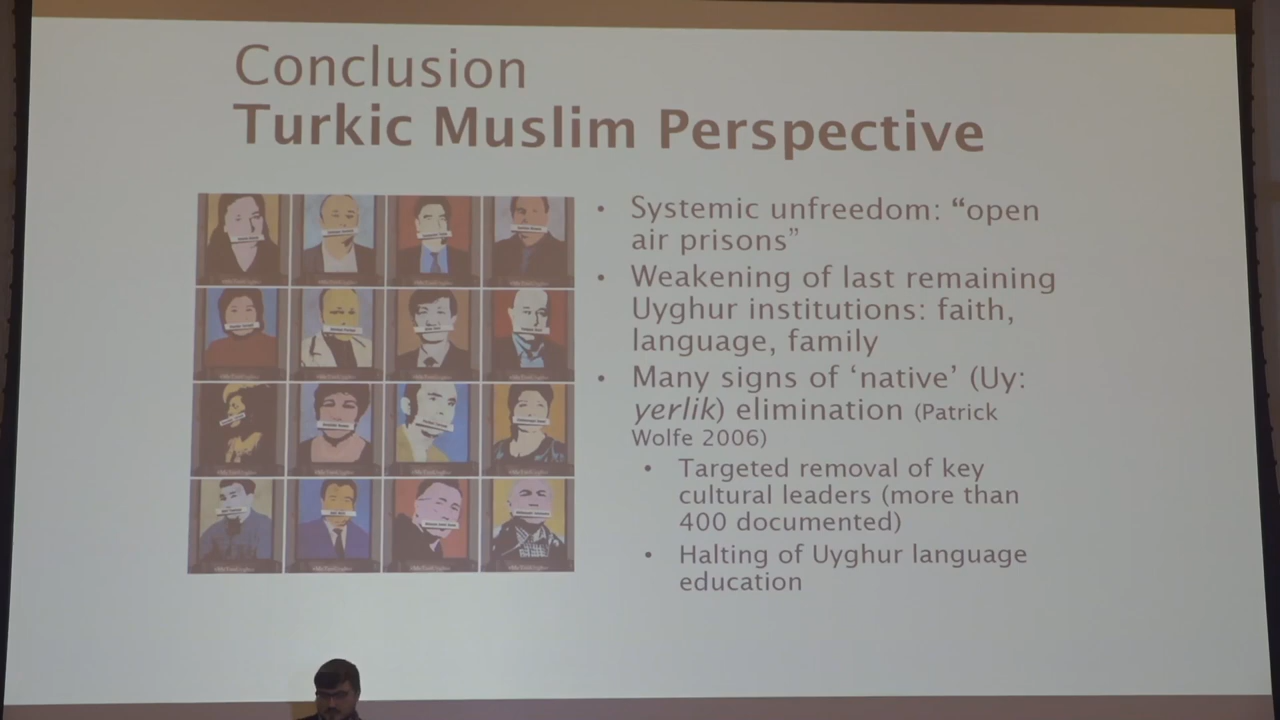 Conclusion
Turkic Muslim Perspective
• Systemic unfreedom: “open
air prisons”
• Weakening of last remaining
Uyghur institutions: faith,
language, family
• Many signs of ‘native’ (Uy:
yerlik) elimination (Patrick
Wolfe 2006)
• Targeted removal of key
cultural leaders (more than
400 documented)
• Halting of Uyghur language
education